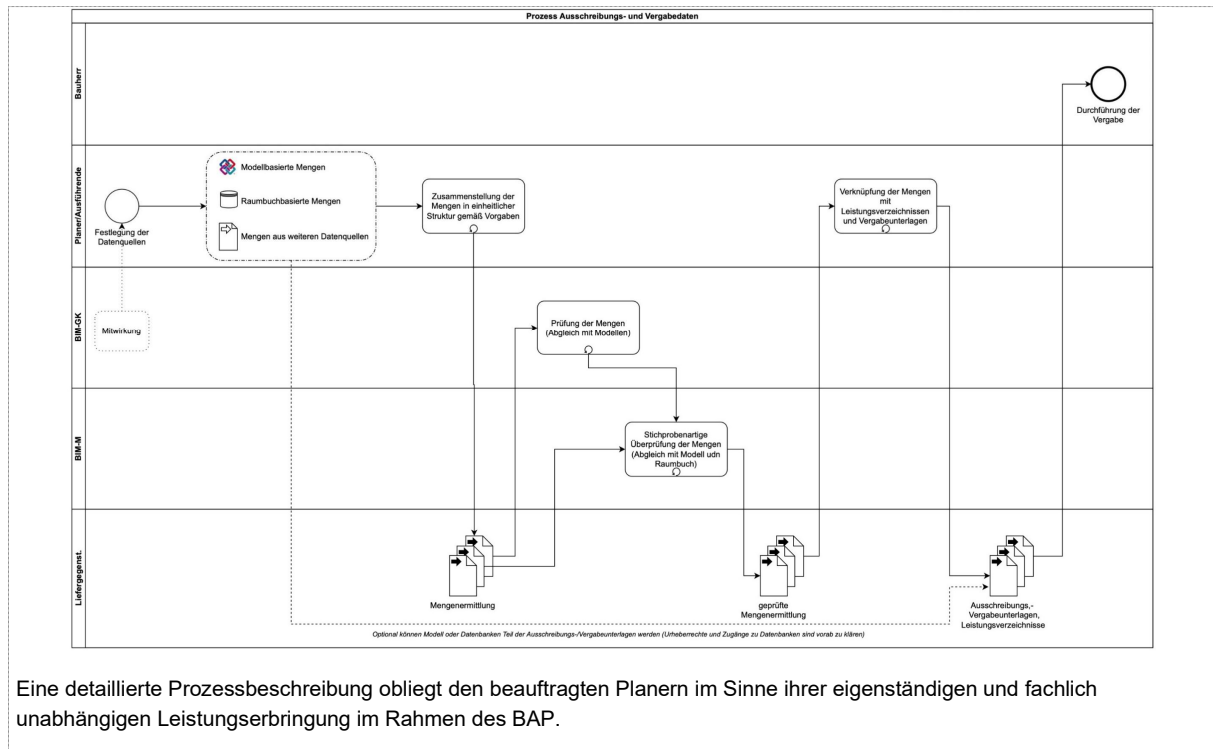 Prozess Ausschreibungs- und Vergabedaten
Bauherr
Durchführung der
Vergabe
Planer/Ausführende
Festlegung der
Datenquellen
Modellbasierte Mengen
Raumbuchbasierte Mengen
Mengen aus weiteren Datenquellen
Zusammenstellung der
Mengen in einheitlicher
Struktur gemäß Vorgaben
Verknüpfung der Mengen
mit
Leistungsverzeichnissen
und Vergabeunterlagen
BIM-GK
Mitwirkung
Prüfung der Mengen
(Abgleich mit Modellen)
BIM-M
Stichprobenartige
Überprüfung der Mengen
(Abgleich mit Modell udn
Raumbuch)
Liefergegenst.
Mengenermittlung
geprüfte
Mengenermittlung
Ausschreibungs,-
Vergabeunterlagen,
Leistungsverzeichnisse
Optional können Modell oder Datenbanken Teil der Ausschreibungs-/Vergabeunterlagen werden (Urheberrechte und Zugänge zu Datenbanken sind vorab zu klären)
Eine detaillierte Prozessbeschreibung obliegt den beauftragten Planern im Sinne ihrer eigenständigen und fachlich
unabhängigen Leistungserbringung im Rahmen des BAP.